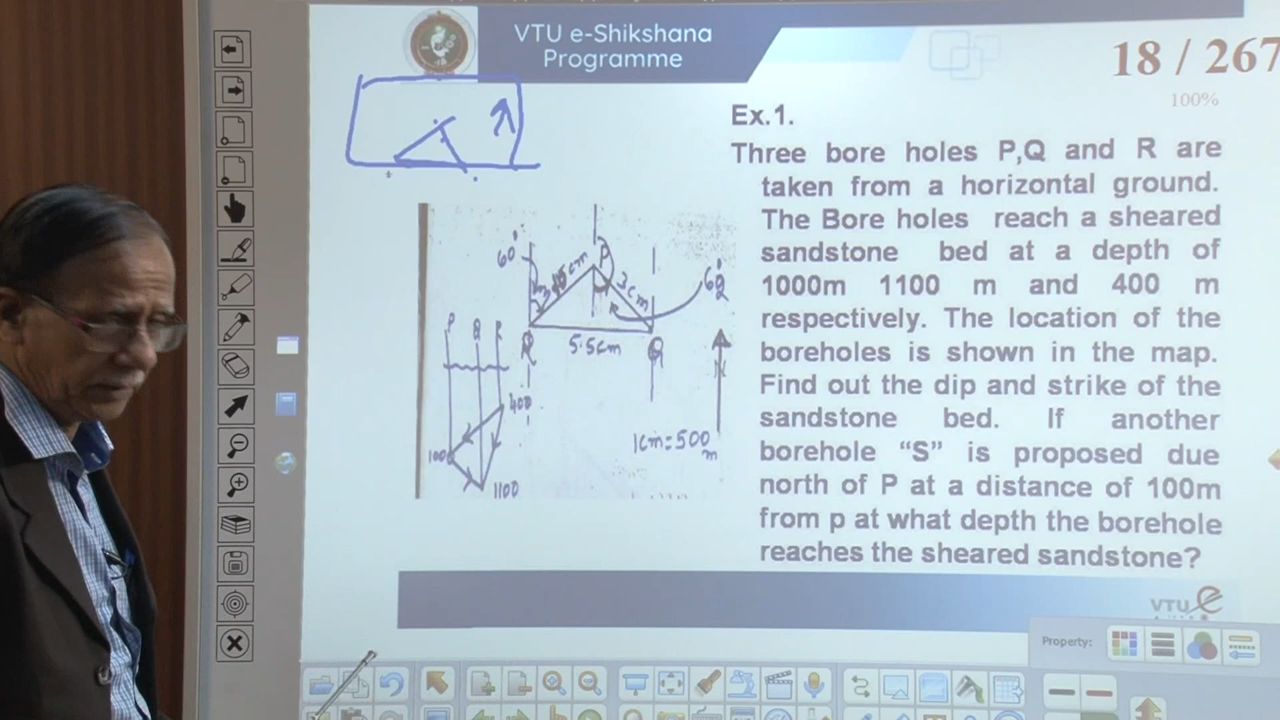 VTU e-Shikshana
Programme
18 / 267
100%
Ex.1.
Three bore holes P,Q and R are
taken from a horizontal ground.
The Bore holes reach a sheared
sandstone bed at a depth of
1000m 1100 m and 400 m
respectively. The location of the
boreholes is shown in the map.
Find out the dip and strike of the
sandstone bed. If another
borehole “S” is proposed due
north of P at a distance of 100m
from p at what depth the borehole
reaches the sheared sandstone?
60°
P
3cm
R
5.5cm
Q
P
Q
R
400
100
1100
N
1cm=500
m
VTU e
Property: